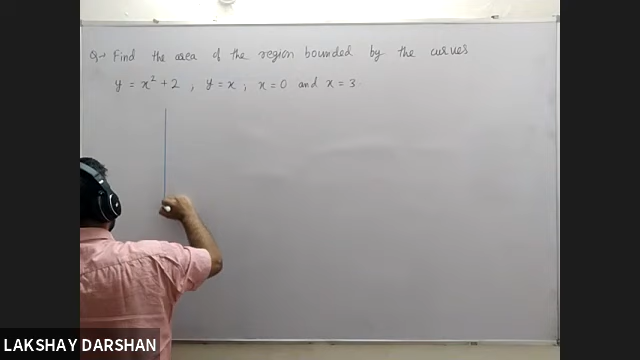 Q→ Find the area of the region bounded by the curves
y = x² + 2 , y = x , x = 0 and x = 3.
LAKSHAY DARSHAN